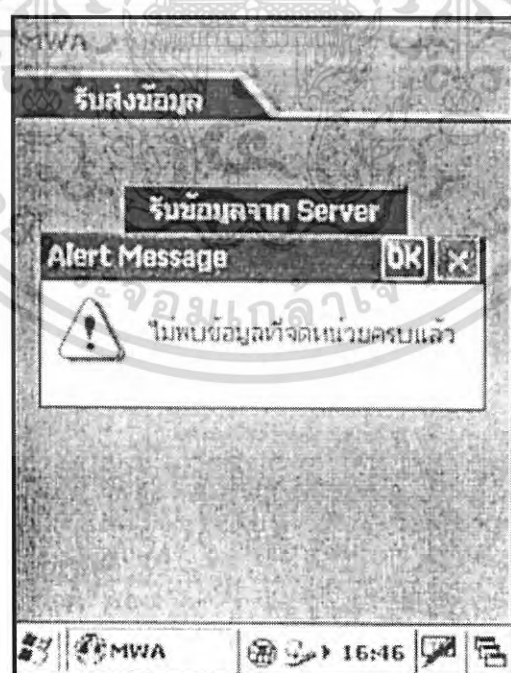 MWA
รับส่งข้อมูล
รับข้อมูลจาก Server
Alert Message OK
ไม่พบข้อมูลที่จดหน่วยครบแล้ว
MWA 16:46